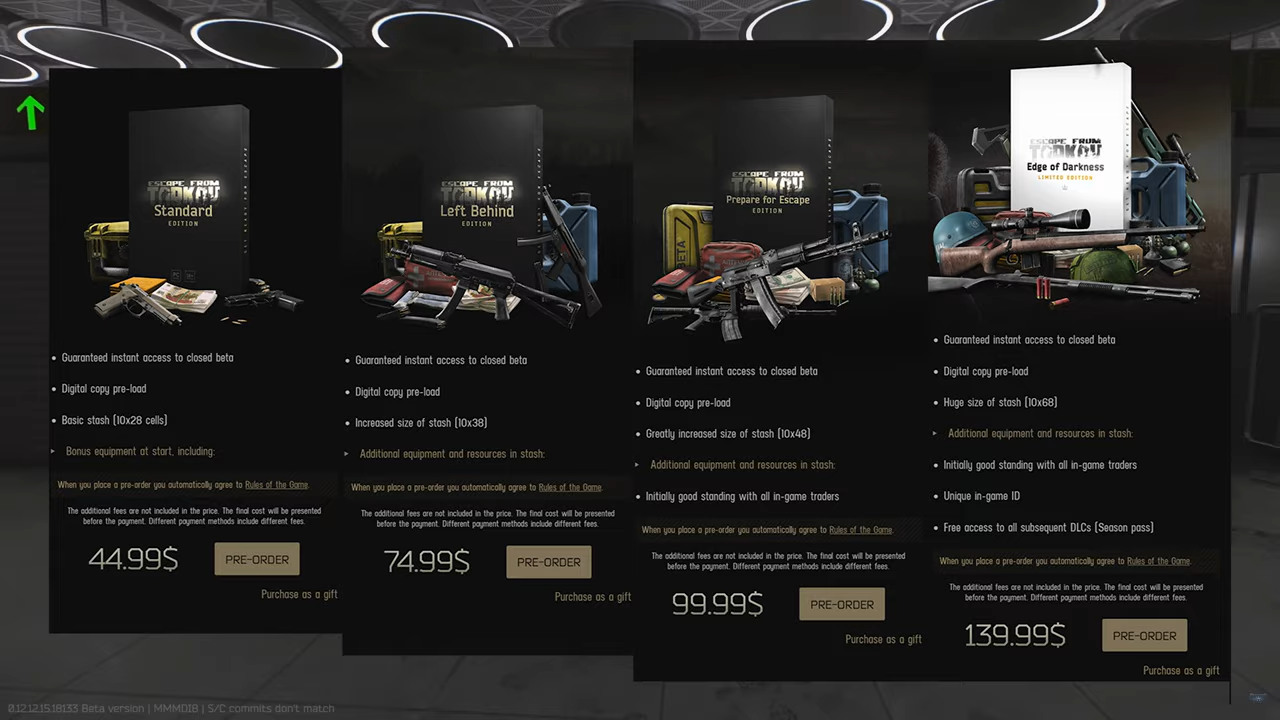 ESCAPE FROM
TARKOV
Standard
EDITION
• Guaranteed instant access to closed beta
• Digital copy pre-load
• Basic stash (10x28 cells)
Bonus equipment at start, including:
When you place a pre-order you automatically agree to Rules of the Game.
The additional fees are not included in the price. The final cost will be presented
before the payment. Different payment methods include different fees.
44.99$
PRE-ORDER
Purchase as a gift
ESCAPE FROM
TARKOV
Left Behind
EDITION
• Guaranteed instant access to closed beta
• Digital copy pre-load
• Increased size of stash (10x38)
Additional equipment and resources in stash:
When you place a pre-order you automatically agree to Rules of the Game.
The additional fees are not included in the price. The final cost will be presented
before the payment. Different payment methods include different fees.
74.99$
PRE-ORDER
Purchase as a gift
ESCAPE FROM
TARKOV
Prepare for Escape
EDITION
BETA
• Guaranteed instant access to closed beta
• Digital copy pre-load
• Greatly increased size of stash (10x48)
Additional equipment and resources in stash:
• Initially good standing with all in-game traders
When you place a pre-order you automatically agree to Rules of the Game.
The additional fees are not included in the price. The final cost will be presented
before the payment. Different payment methods include different fees.
99.99$
PRE-ORDER
Purchase as a gift
ESCAPE FROM
TARKOV
Edge of Darkness
LIMITED EDITION
• Guaranteed instant access to closed beta
• Digital copy pre-load
• Huge size of stash (10x68)
Additional equipment and resources in stash:
• Initially good standing with all in-game traders
• Unique in-game ID
• Free access to all subsequent DLCs (Season pass)
When you place a pre-order you automatically agree to Rules of the Game.
The additional fees are not included in the price. The final cost will be presented
before the payment. Different payment methods include different fees.
139.99$
PRE-ORDER
Purchase as a gift
0.12.12.15.18133 Beta version | MMMDI8 | S/C commits don't match